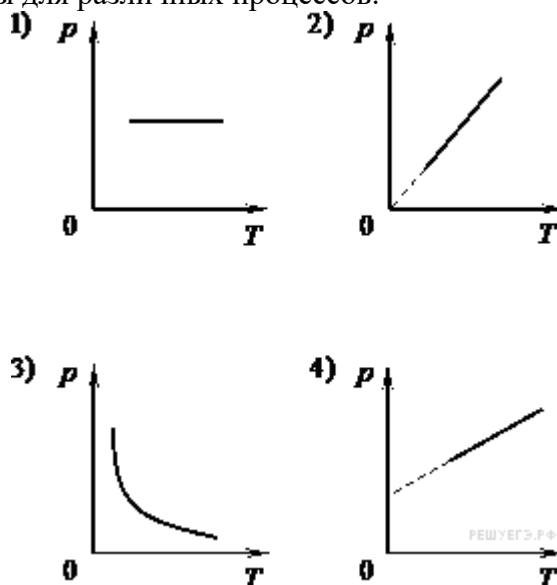 ы для различных процессов.
1) p 2) p
0 T 0 T
3) p 4) p
РЕШУЕГЭ.РФ
0 T 0 T